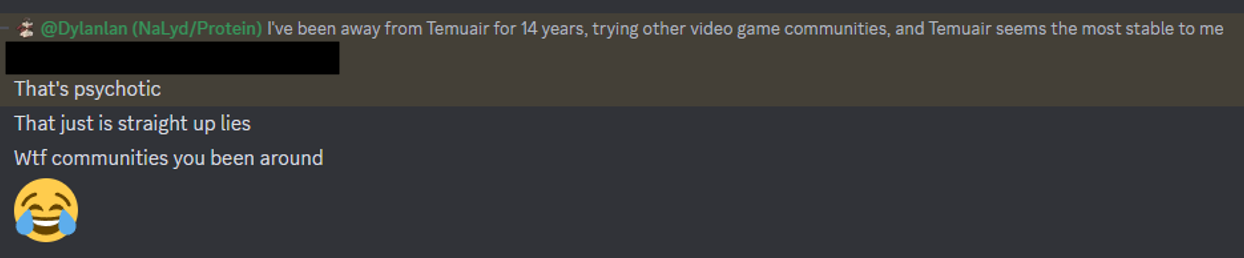 @Dylanlan (NaLyd/Protein) I've been away from Temuair for 14 years, trying other video game communities, and Temuair seems the most stable to me
That's psychotic
That just is straight up lies
Wtf communities you been around